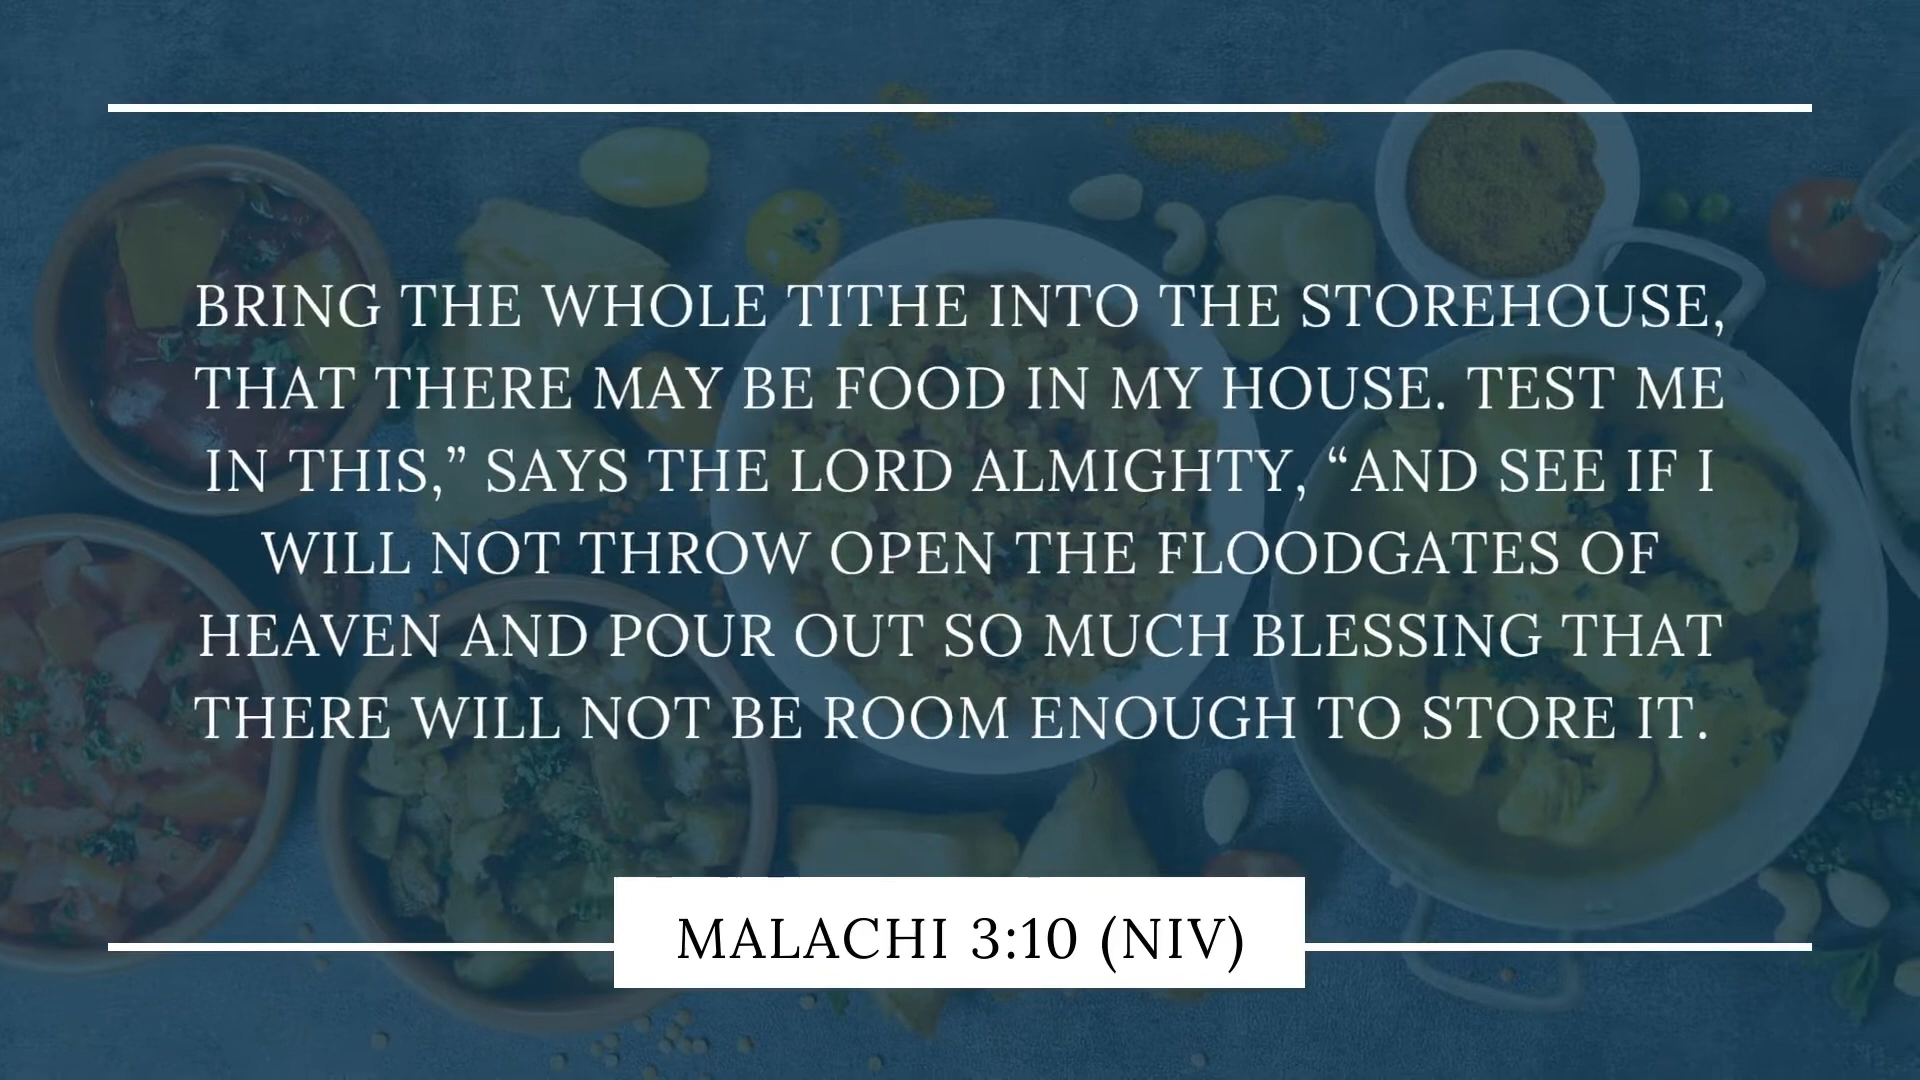 BRING THE WHOLE TITHE INTO THE STOREHOUSE,
THAT THERE MAY BE FOOD IN MY HOUSE. TEST ME
IN THIS,” SAYS THE LORD ALMIGHTY, “AND SEE IF I
WILL NOT THROW OPEN THE FLOODGATES OF
HEAVEN AND POUR OUT SO MUCH BLESSING THAT
THERE WILL NOT BE ROOM ENOUGH TO STORE IT.
MALACHI 3:10 (NIV)